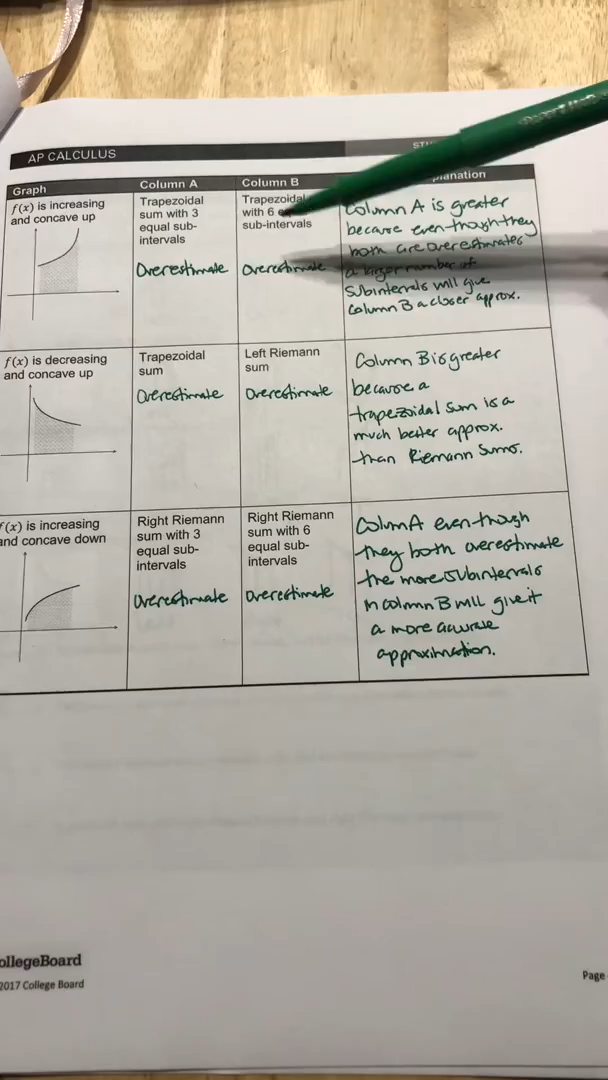 AP CALCULUS
Graph
Column A
Column B
f(x) is increasing
and concave up
Trapezoidal
sum with 3
equal sub-
intervals
Overestimate
Trapezoidal
with 6
sub-intervals
Overestimate
Column A is greater
because even though they
both are overestimates
a larger number of
subintervals will give
Column B a closer approx.
f(x) is decreasing
and concave up
Trapezoidal
sum
Overestimate
Left Riemann
sum
Overestimate
Column B is greater
because a
trapezoidal sum is a
much better approx.
than Riemann sums.
f(x) is increasing
and concave down
Right Riemann
sum with 3
equal sub-
intervals
Overestimate
Right Riemann
sum with 6
equal sub-
intervals
Overestimate
Column A even though
they both overestimate
the more subintervals
in column B will give it
a more accurate
approximation.
ollegeBoard
2017 College Board
Page